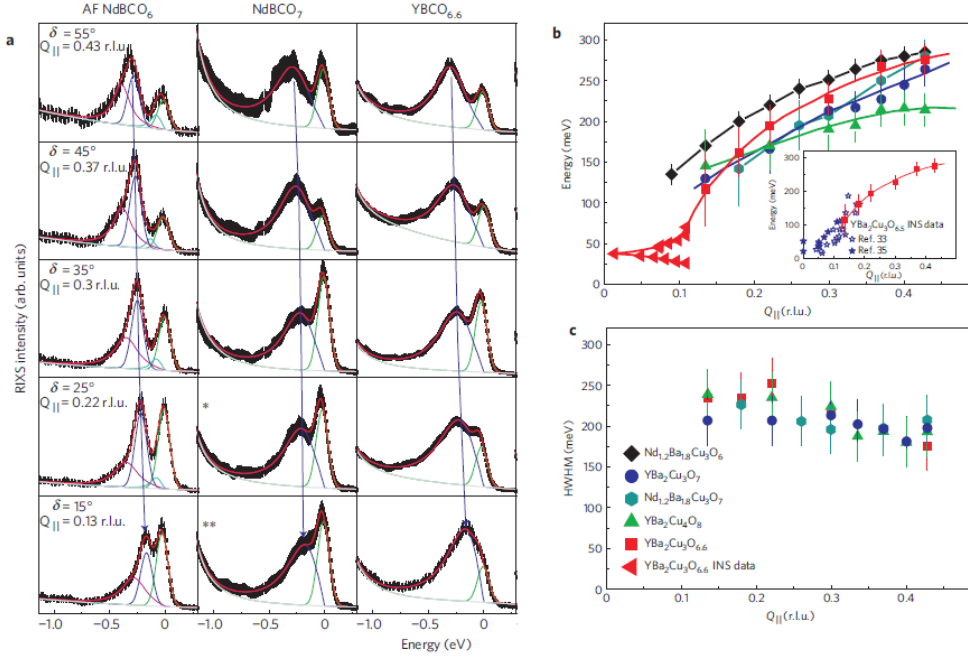 AF NdBCO6
NdBCO7
YBCO6.6
a
δ = 55°
Q|| = 0.43 r.l.u.
δ = 45°
Q|| = 0.37 r.l.u.
δ = 35°
Q|| = 0.3 r.l.u.
δ = 25°
Q|| = 0.22 r.l.u.
*
δ = 15°
Q|| = 0.13 r.l.u.
**
RIXS intensity (arb. units)
−1.0 −0.5 0 −1.0 −0.5 0 −1.0 −0.5 0
Energy (eV)
b
300
250
200
150
100
50
0
Energy (meV)
0 0.1 0.2 0.3 0.4
Q|| (r.l.u.)
300
200
100
0
Energy (meV)
YBa2Cu3O6.5 INS data
Ref. 33
Ref. 35
0.0 0.1 0.2 0.3 0.4
Q|| (r.l.u.)
c
300
250
200
150
100
50
0
HWHM (meV)
Nd1.2Ba1.8Cu3O6
YBa2Cu3O7
Nd1.2Ba1.8Cu3O7
YBa2Cu4O8
YBa2Cu3O6.6
YBa2Cu3O6.6 INS data
0.1 0.2 0.3 0.4
Q|| (r.l.u.)